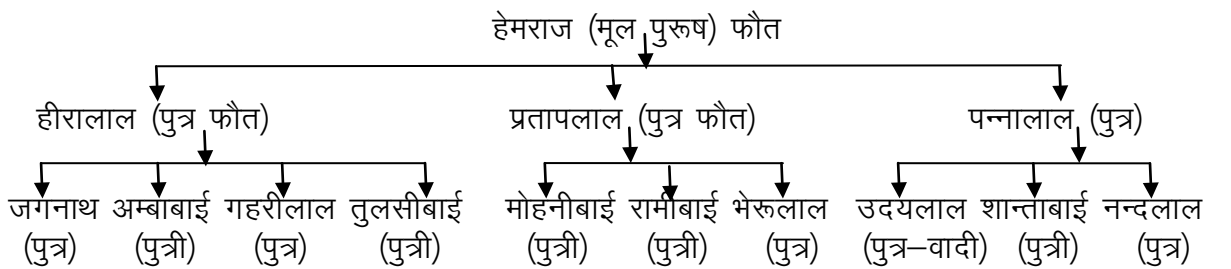 हेमराज (मूल पुरूष) फौत
हीरालाल (पुत्र फौत) प्रतापलाल (पुत्र फौत) पन्नालाल (पुत्र)
जगनाथ अम्बाबाई गहरीलाल तुलसीबाई मोहनीबाई रामीबाई भेरूलाल उदयलाल शान्ताबाई नन्दलाल
(पुत्र) (पुत्री) (पुत्र) (पुत्री) (पुत्री) (पुत्री) (पुत्र) (पुत्र–वादी) (पुत्री) (पुत्र)